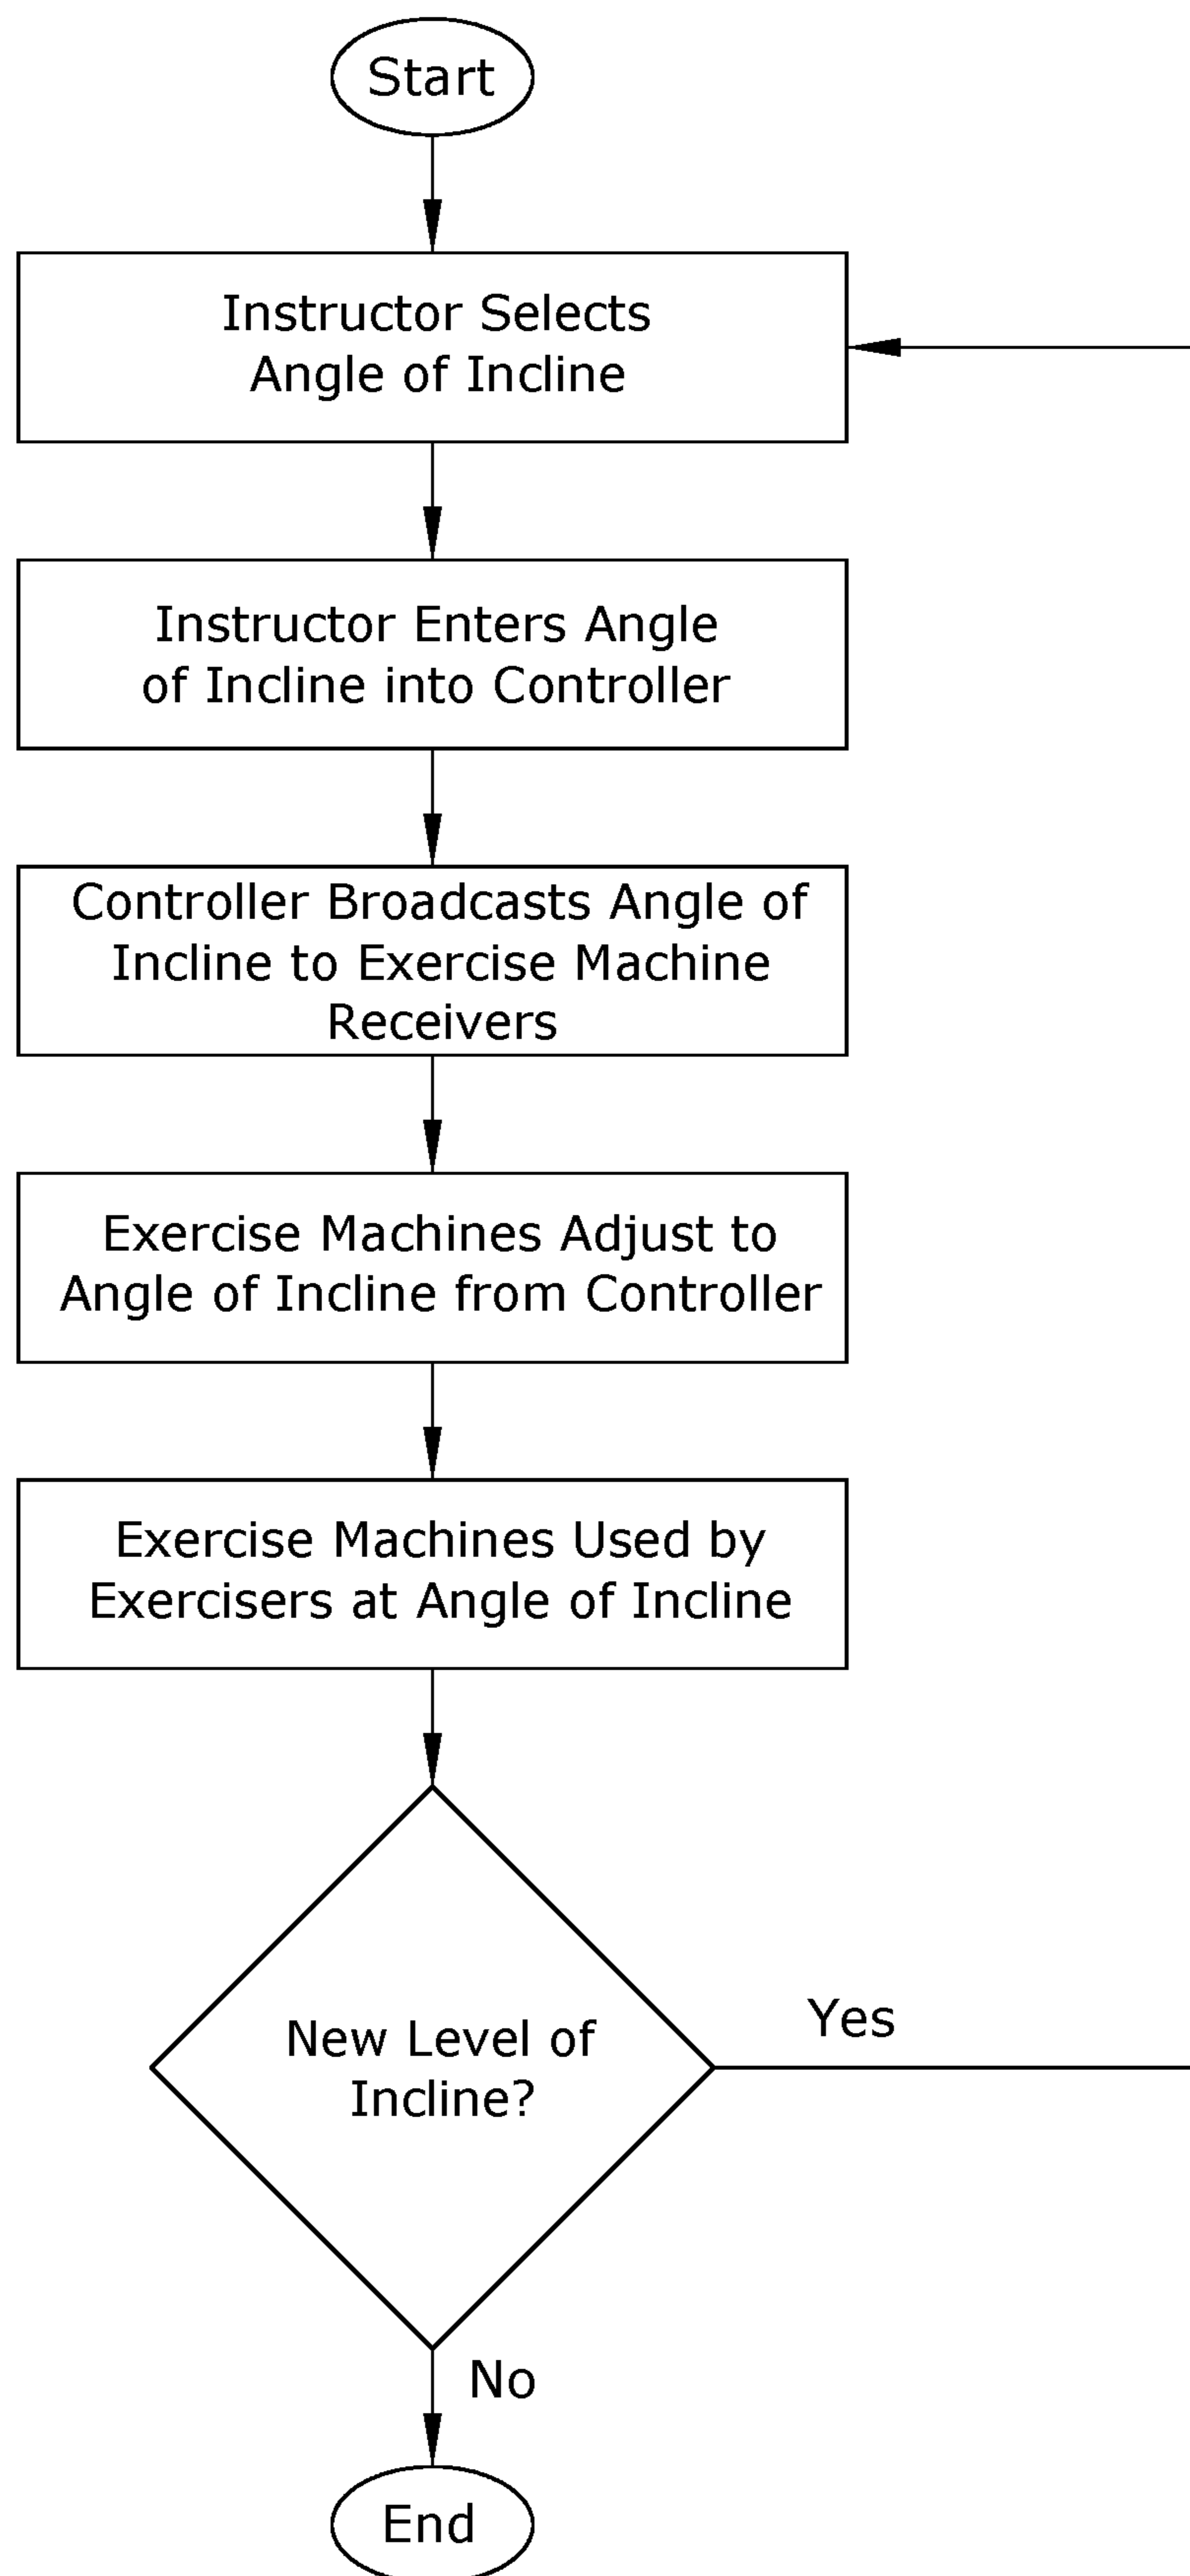 Start
Instructor Selects
Angle of Incline
Instructor Enters Angle
of Incline into Controller
Controller Broadcasts Angle of
Incline to Exercise Machine
Receivers
Exercise Machines Adjust to
Angle of Incline from Controller
Exercise Machines Used by
Exercisers at Angle of Incline
New Level of
Incline?
Yes
No
End